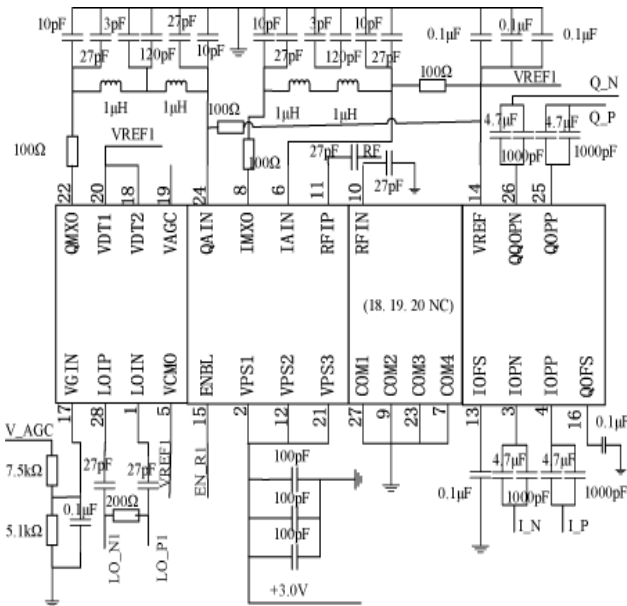 10pF 3pF 27pF 10pF 3pF 10pF 0.1μF
27pF 120pF 10pF 27pF 120pF 27pF 0.1μF 0.1μF
1μH 1μH 1μH 1μH
100Ω VREF1
100Ω
VREF1
100Ω
100Ω
27pF RF
27pF
Q_N
Q_P
4.7μF 4.7μF
1000pF 1000pF
22 20 18 19 24 8 6 11 10 14 26 25
QMXO VDT1 VDT2 VAGC QAIN IMXO IAIN RFIP RFIN VREF QQOPN QOPP
(18. 19. 20 NC)
VGIN LOIP LOIN VCMO ENBL VPS1 VPS2 VPS3 COM1 COM2 COM3 COM4 IOFS IOPN IOPP QOFS
17 28 1 5 15 2 12 21 27 9 23 7 13 3 4 16
V_AGC
7.5kΩ
5.1kΩ
0.1μF
27pF 27pF
200Ω
LO_N1
LO_P1
VREF1
EN_R1
100pF
100pF
100pF
+3.0V
0.1μF
4.7μF 4.7μF
1000pF 1000pF
I_N I_P
0.1μF